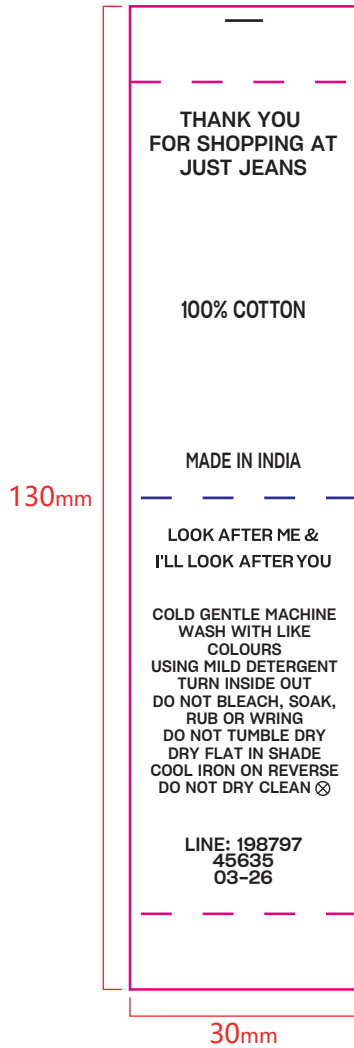 THANK YOU
FOR SHOPPING AT
JUST JEANS
100% COTTON
MADE IN INDIA
130mm
LOOK AFTER ME &
I'LL LOOK AFTER YOU
COLD GENTLE MACHINE
WASH WITH LIKE
COLOURS
USING MILD DETERGENT
TURN INSIDE OUT
DO NOT BLEACH, SOAK,
RUB OR WRING
DO NOT TUMBLE DRY
DRY FLAT IN SHADE
COOL IRON ON REVERSE
DO NOT DRY CLEAN ⊗
LINE: 198797
45635
03-26
30mm